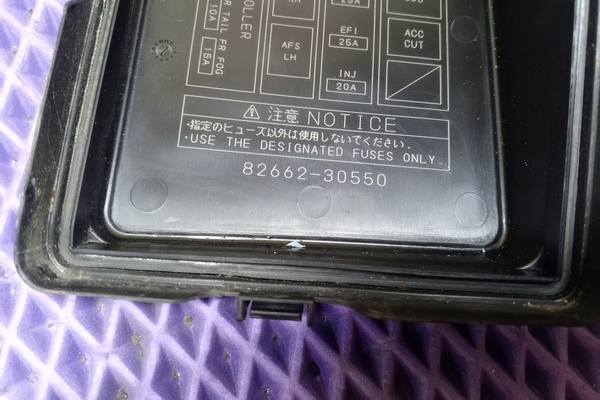 OLLER
R TAIL
10A
FR FOG
15A
RH
AFS
LH
25A
EFI
25A
INJ
20A
ACC
CUT
注意 NOTICE
・指定のヒューズ以外は使用しないでください.
・USE THE DESIGNATED FUSES ONLY.
82662-30550